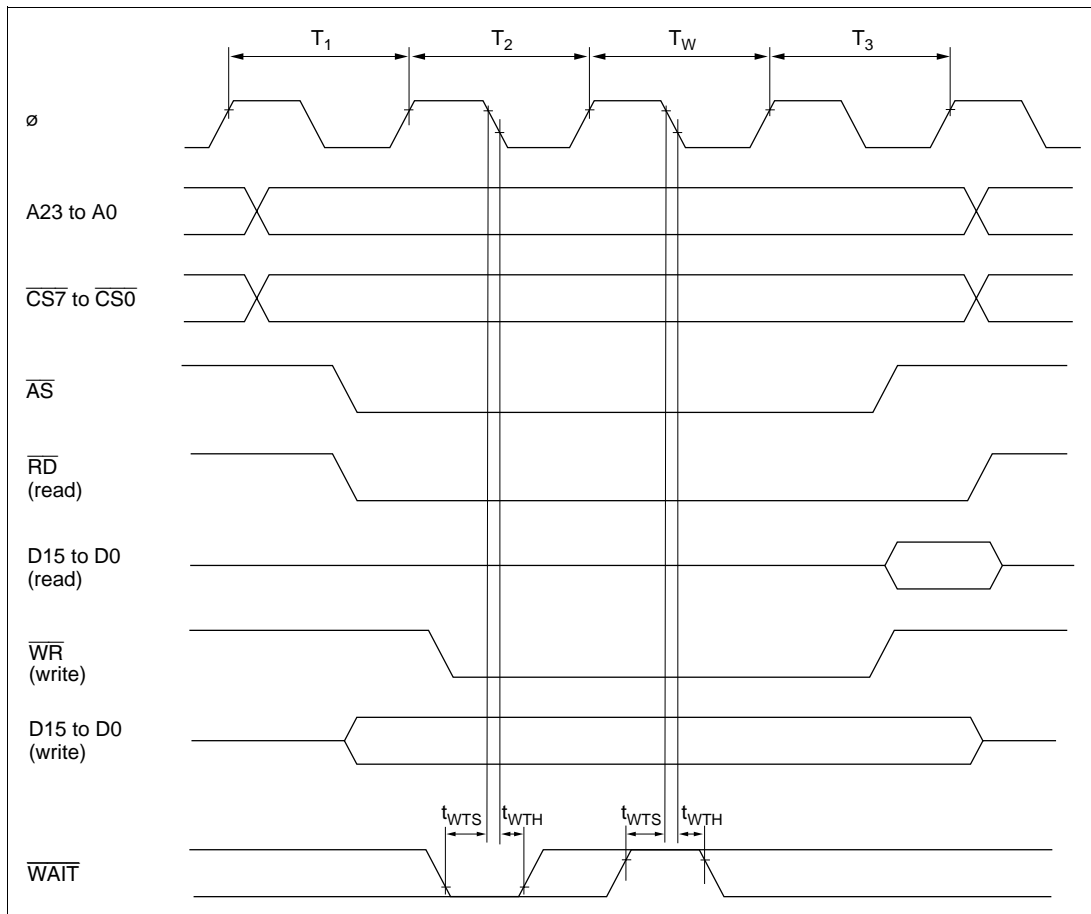 T1 T2 TW T3
ø
A23 to A0
CS7 to CS0
AS
RD
(read)
D15 to D0
(read)
WR
(write)
D15 to D0
(write)
tWTS tWTH tWTS tWTH
WAIT